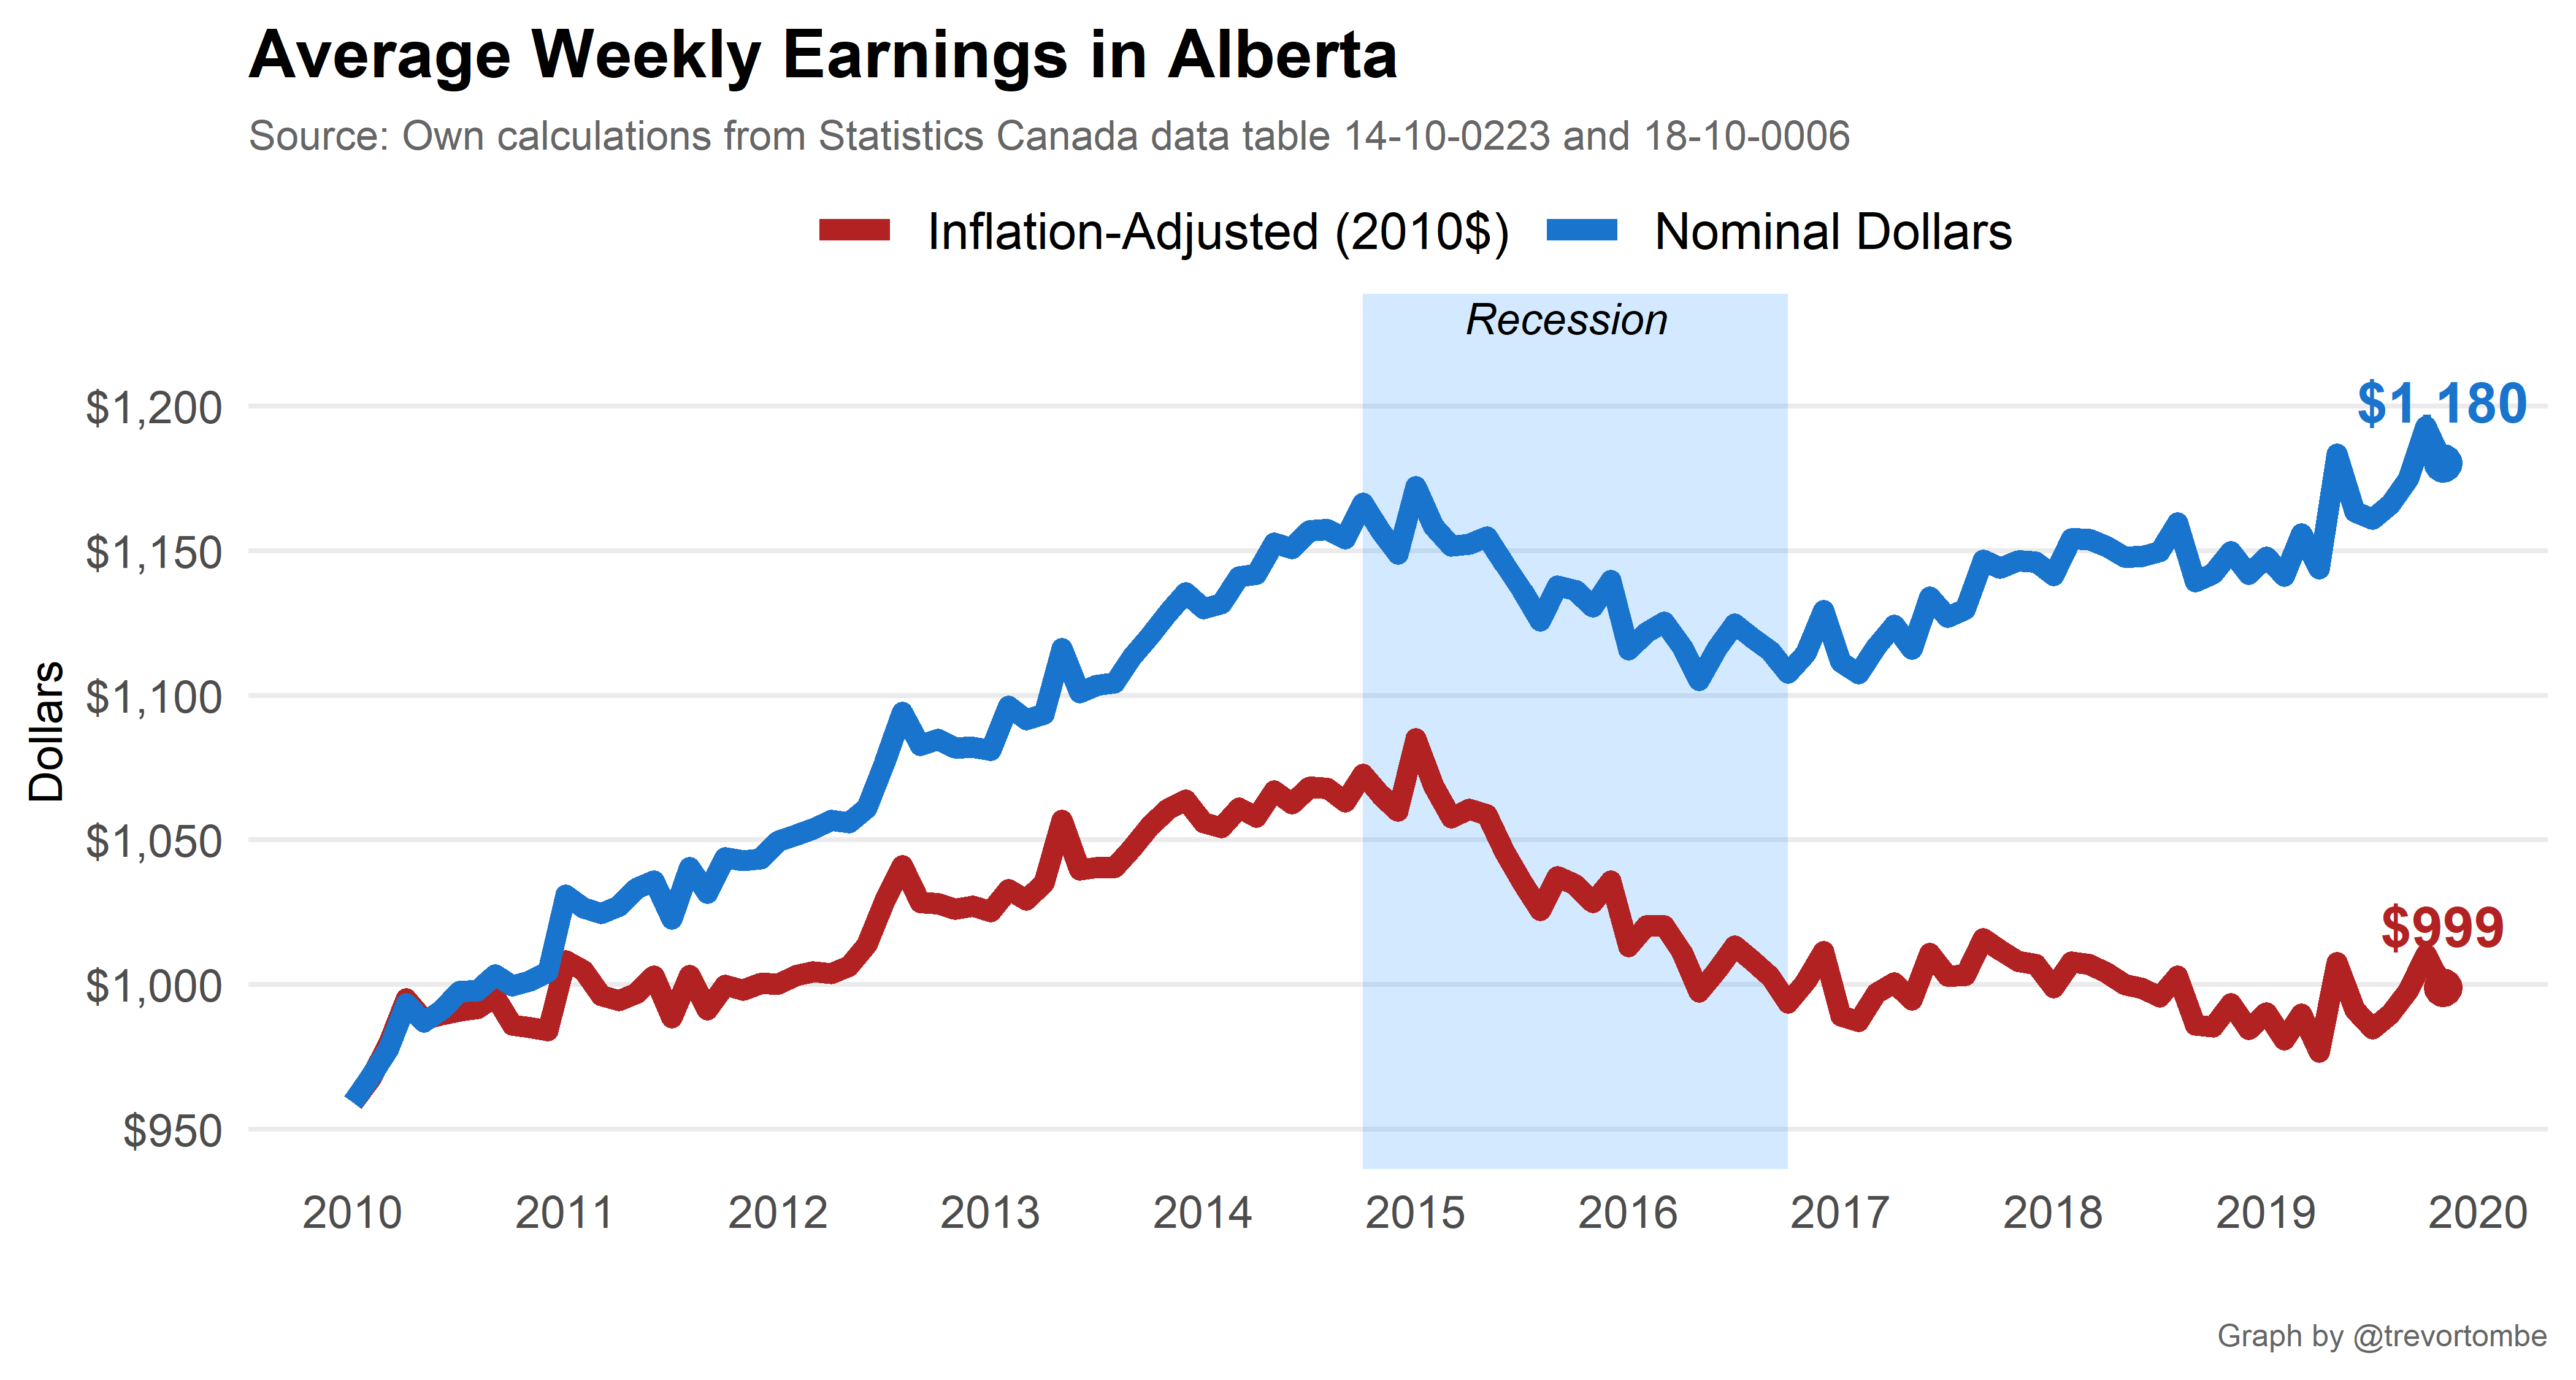 Average Weekly Earnings in Alberta
Source: Own calculations from Statistics Canada data table 14-10-0223 and 18-10-0006
Inflation-Adjusted (2010$) Nominal Dollars
Recession
$1,200
$1,180
$1,150
$1,100
Dollars
$1,050
$999
$1,000
$950
2010 2011 2012 2013 2014 2015 2016 2017 2018 2019 2020
Graph by @trevortombe